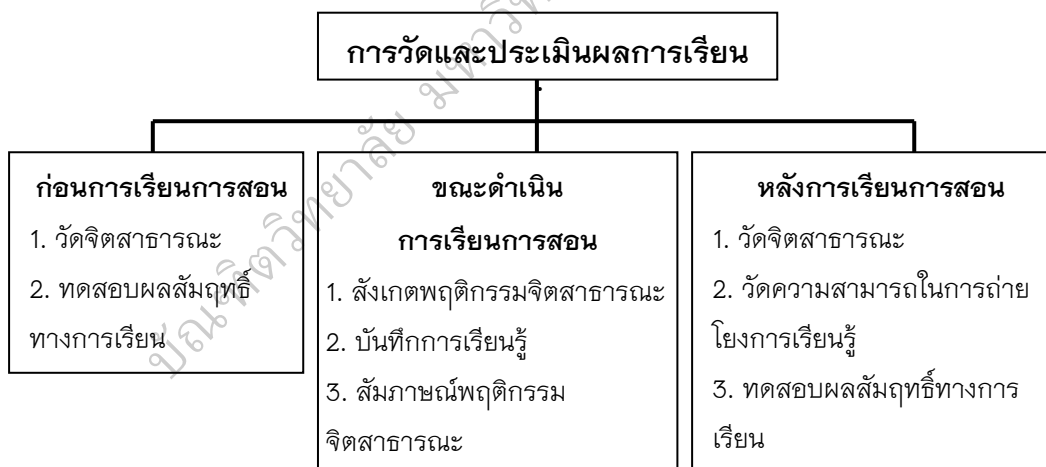 การวัดและประเมินผลการเรียน
ก่อนการเรียนการสอน
1. วัดจิตสาธารณะ
2. ทดสอบผลสัมฤทธิ์
ทางการเรียน
ขณะดำเนิน
การเรียนการสอน
1. สังเกตพฤติกรรมจิตสาธารณะ
2. บันทึกการเรียนรู้
3. สัมภาษณ์พฤติกรรม
จิตสาธารณะ
หลังการเรียนการสอน
1. วัดจิตสาธารณะ
2. วัดความสามารถในการถ่าย
โยงการเรียนรู้
3. ทดสอบผลสัมฤทธิ์ทางการ
เรียน
บัณฑิตวิทยาลัย